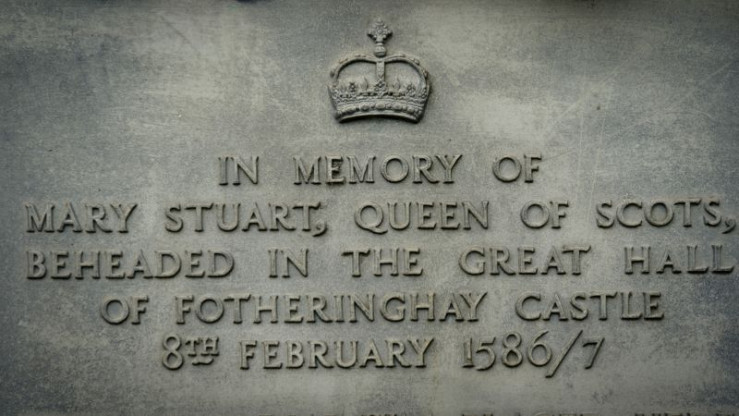 IN MEMORY OF
MARY STUART, QUEEN OF SCOTS,
BEHEADED IN THE GREAT HALL
OF FOTHERINGHAY CASTLE
8TH FEBRUARY 1586/7